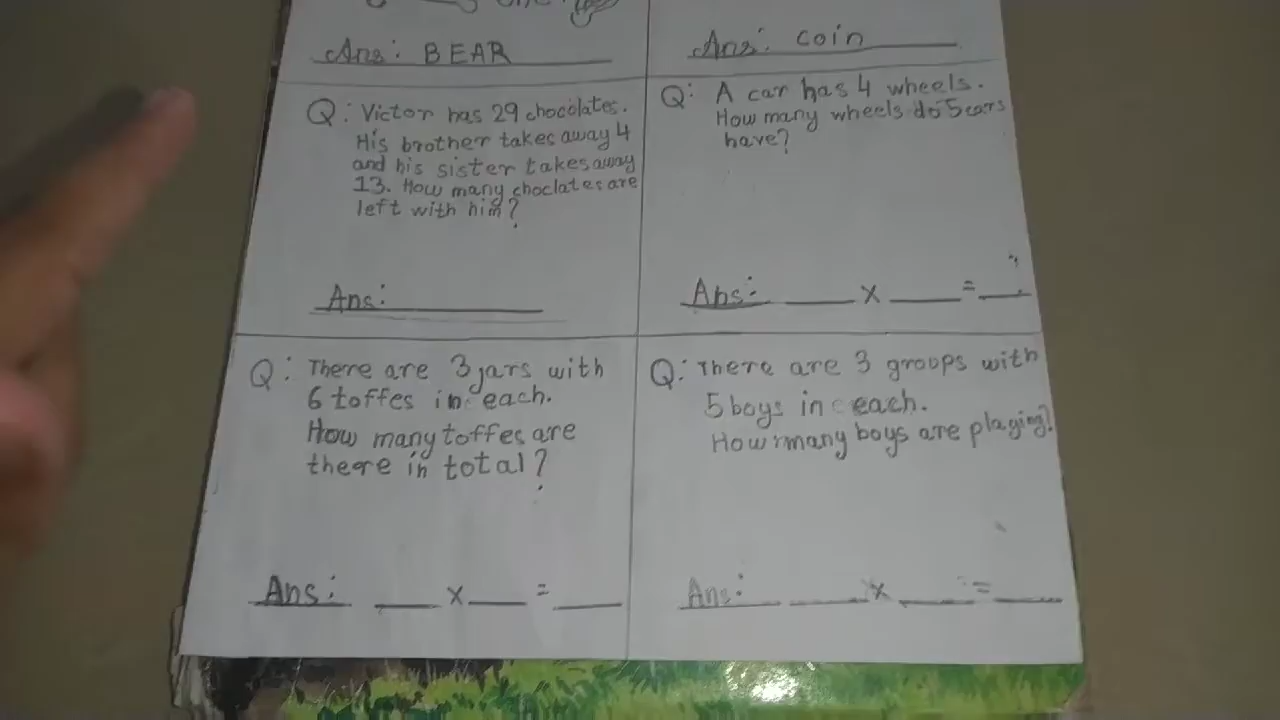 Ans: BEAR
Ans: coin
Q: Victor has 29 chocolates.
His brother takes away 4
and his sister takes away
13. How many choclates are
left with him?
Ans:
Q: A car has 4 wheels.
How many wheels do 5 cars
have?
Ans: ___ x ___ = ___
Q: There are 3 jars with
6 toffes in each.
How many toffes are
there in total?
Ans: ___ x ___ = ___
Q: There are 3 groops with
5 boys in each.
How many boys are playing?
Ans: ___ x ___ = ___